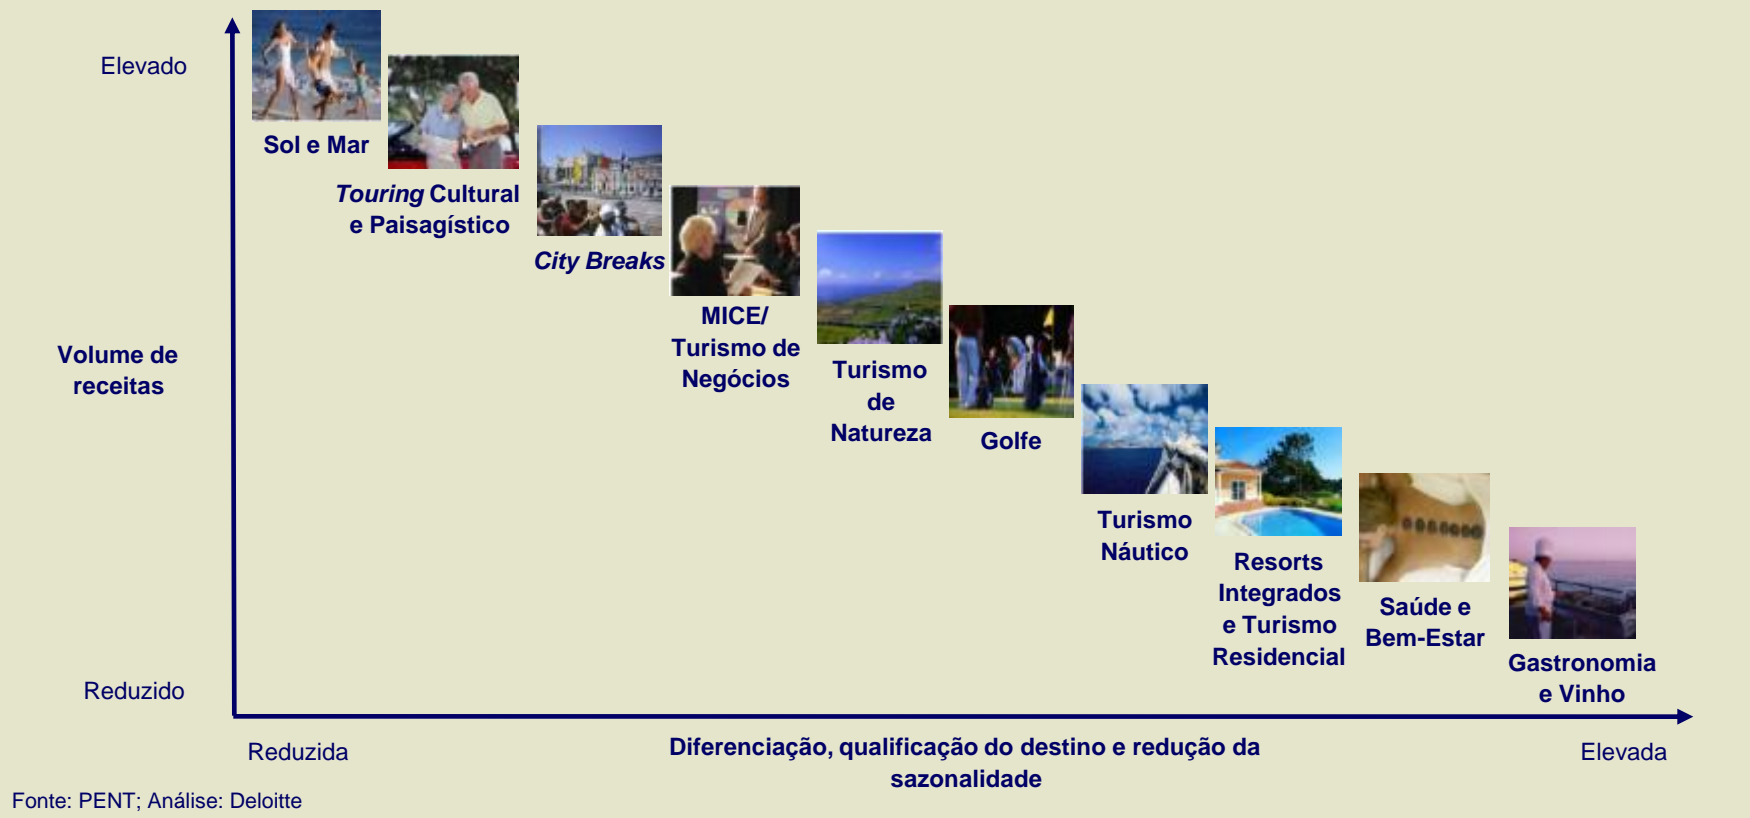 Elevado
Sol e Mar
Touring Cultural
e Paisagístico
City Breaks
MICE/
Turismo de
Negócios
Volume de
receitas
Turismo
de
Natureza
Golfe
Turismo
Náutico
Resorts
Integrados
e Turismo
Residencial
Saúde e
Bem-Estar
Gastronomia
e Vinho
Reduzido
Reduzida
Diferenciação, qualificação do destino e redução da
sazonalidade
Elevada
Fonte: PENT; Análise: Deloitte